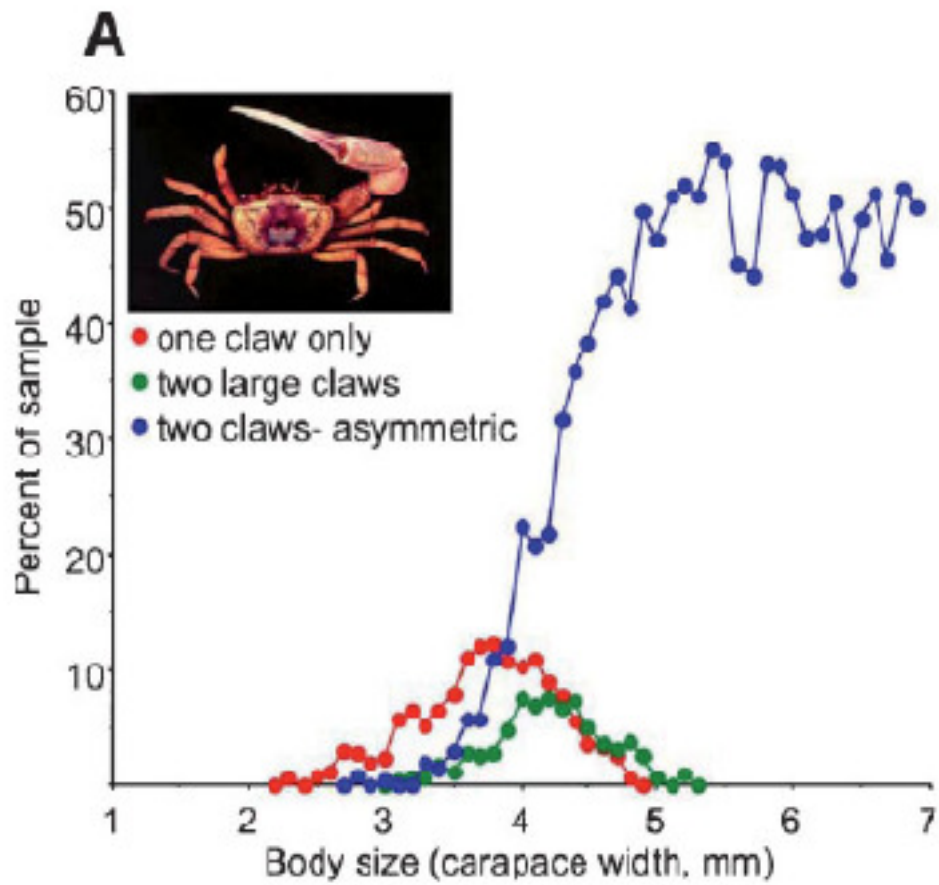 A
60
50
40
30
20
10
Percent of sample
one claw only
two large claws
two claws- asymmetric
1 2 3 4 5 6 7
Body size (carapace width, mm)